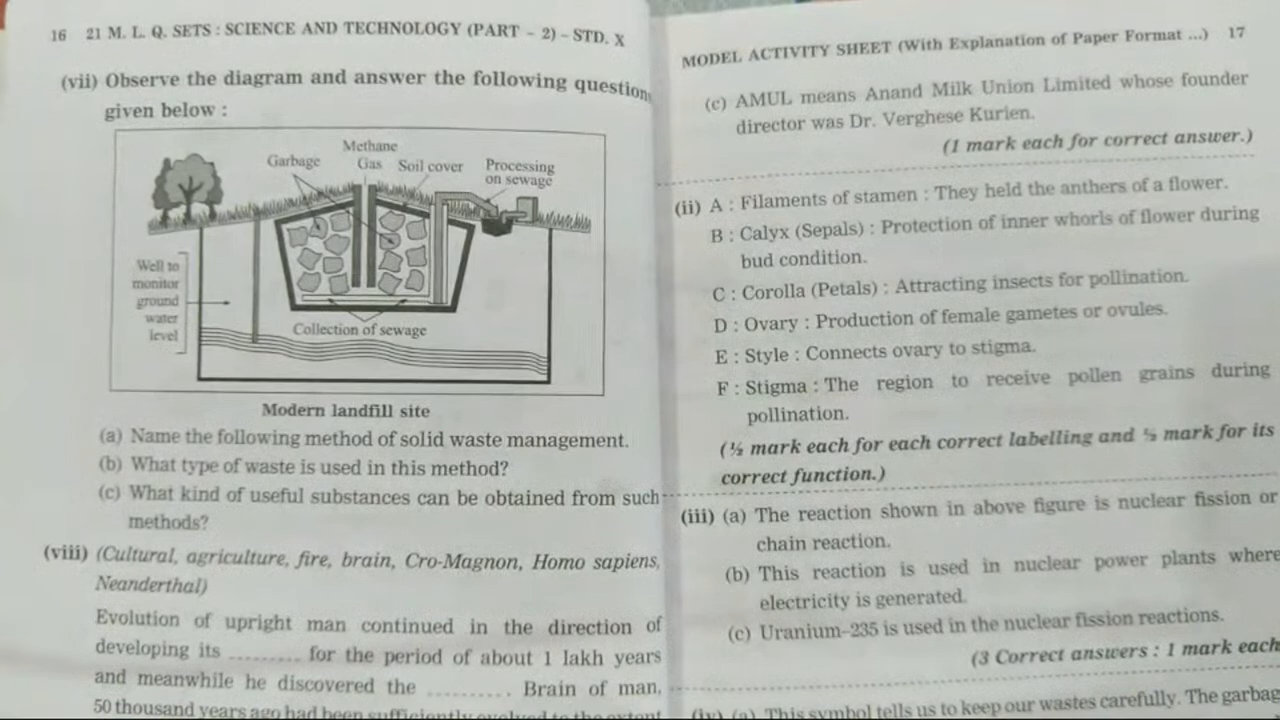 16 21 M. L. Q. SETS : SCIENCE AND TECHNOLOGY (PART - 2) – STD. X
(vii) Observe the diagram and answer the following question
given below :
Methane
Garbage Gas Soil cover Processing
on sewage
Well to
monitor
ground
water
level
Collection of sewage
Modern landfill site
(a) Name the following method of solid waste management.
(b) What type of waste is used in this method?
(c) What kind of useful substances can be obtained from such
methods?
(viii) (Cultural, agriculture, fire, brain, Cro-Magnon, Homo sapiens,
Neanderthal)
Evolution of upright man continued in the direction of
developing its ......... for the period of about 1 lakh years
and meanwhile he discovered the .......... Brain of man,
50 thousand years ago had been sufficiently evolved to the extent
MODEL ACTIVITY SHEET (With Explanation of Paper Format ...) 17
(c) AMUL means Anand Milk Union Limited whose founder
director was Dr. Verghese Kurien.
(1 mark each for correct answer.)
(ii) A : Filaments of stamen : They held the anthers of a flower.
B : Calyx (Sepals) : Protection of inner whorls of flower during
bud condition.
C : Corolla (Petals) : Attracting insects for pollination.
D : Ovary : Production of female gametes or ovules.
E : Style : Connects ovary to stigma.
F : Stigma : The region to receive pollen grains during
pollination.
(½ mark each for each correct labelling and ½ mark for its
correct function.)
(iii) (a) The reaction shown in above figure is nuclear fission or
chain reaction.
(b) This reaction is used in nuclear power plants where
electricity is generated.
(c) Uranium–235 is used in the nuclear fission reactions.
(3 Correct answers : 1 mark each
(iv) (a) This symbol tells us to keep our wastes carefully. The garbag